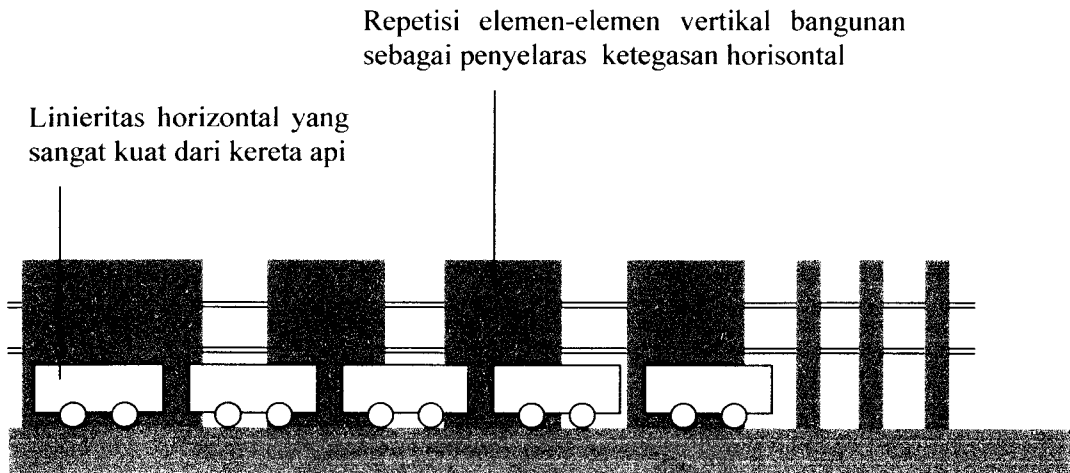 Repetisi elemen-elemen vertikal bangunan
sebagai penyelaras ketegasan horisontal
Linieritas horizontal yang
sangat kuat dari kereta api